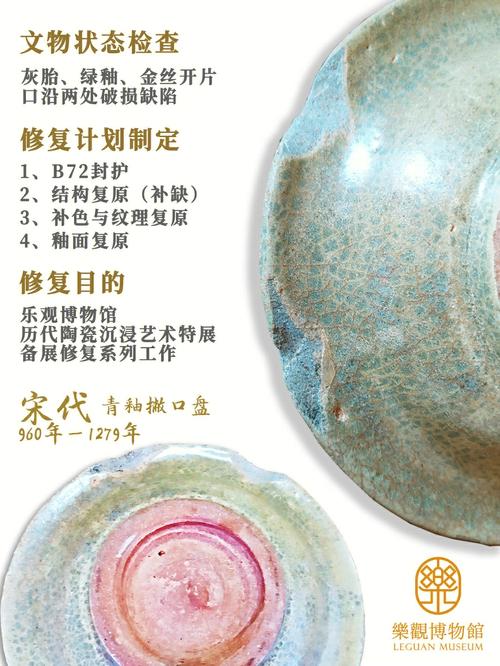 文物状态检查
灰胎、绿釉、金丝开片
口沿两处破损缺陷
修复计划制定
1、B72封护
2、结构复原（补缺）
3、补色与纹理复原
4、釉面复原
修复目的
乐观博物馆
历代陶瓷沉浸艺术特展
备展修复系列工作
宋代 青釉撇口盘
960年－1279年
樂觀博物館
LEGUAN MUSEUM